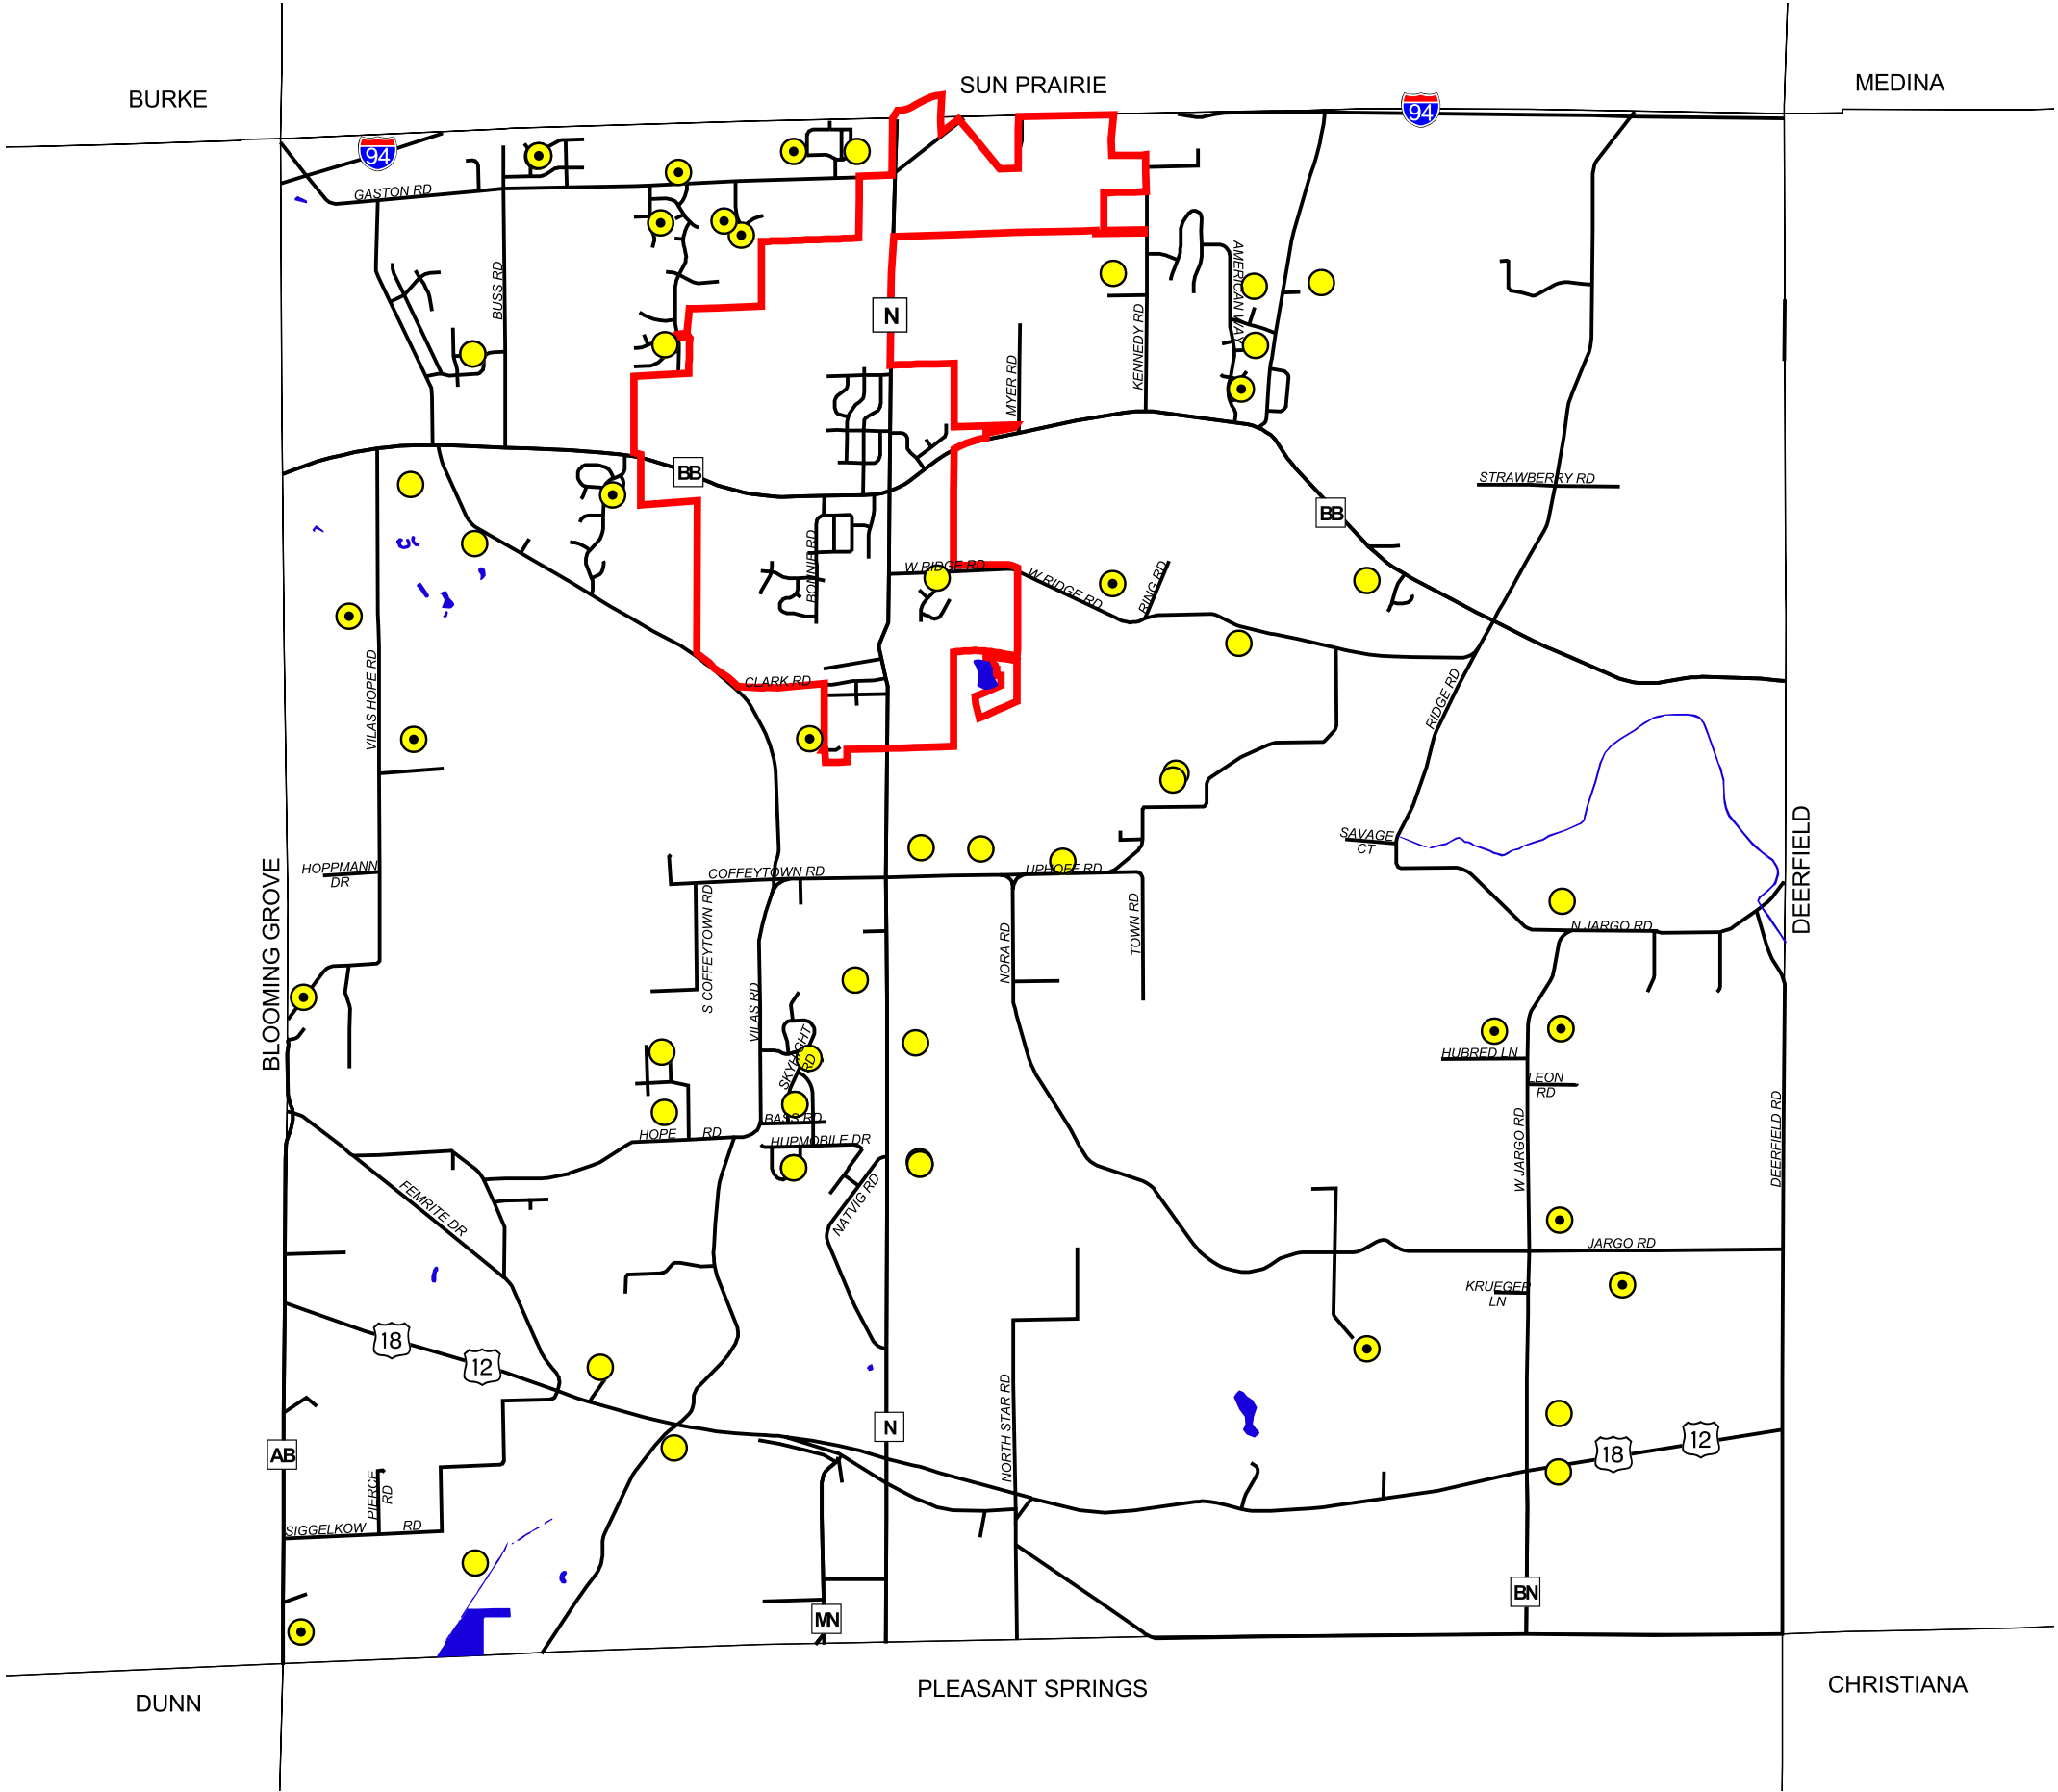 SUN PRAIRIE
MEDINA
BURKE
94
94
GASTON RD
AMERICAN WAY
BUSS RD
N
KENNEDY RD
MYER RD
BB
STRAWBERRY RD
BB
BONNIE RD
W RIDGE RD
W RIDGE RD
RING RD
VILAS HOPE RD
CLARK RD
RIDGE RD
SAVAGE
CT
DEERFIELD
HOPPMANN
DR
COFFEYTOWN RD
UPHOFF RD
BLOOMING GROVE
S COFFEYTOWN RD
NORA RD
TOWN RD
N JARGO RD
VILAS RD
SKYHIGHT
RD
HUBRED LN
LEON
RD
BASS RD
HOPE RD
HUPMOBILE DR
W JARGO RD
DEERFIELD RD
FEMRITE DR
NATVIG RD
JARGO RD
KRUEGER
LN
18
12
NORTH STAR RD
N
18
12
AB
PIERCE
RD
SIGGELKOW RD
BN
MN
PLEASANT SPRINGS
CHRISTIANA
DUNN